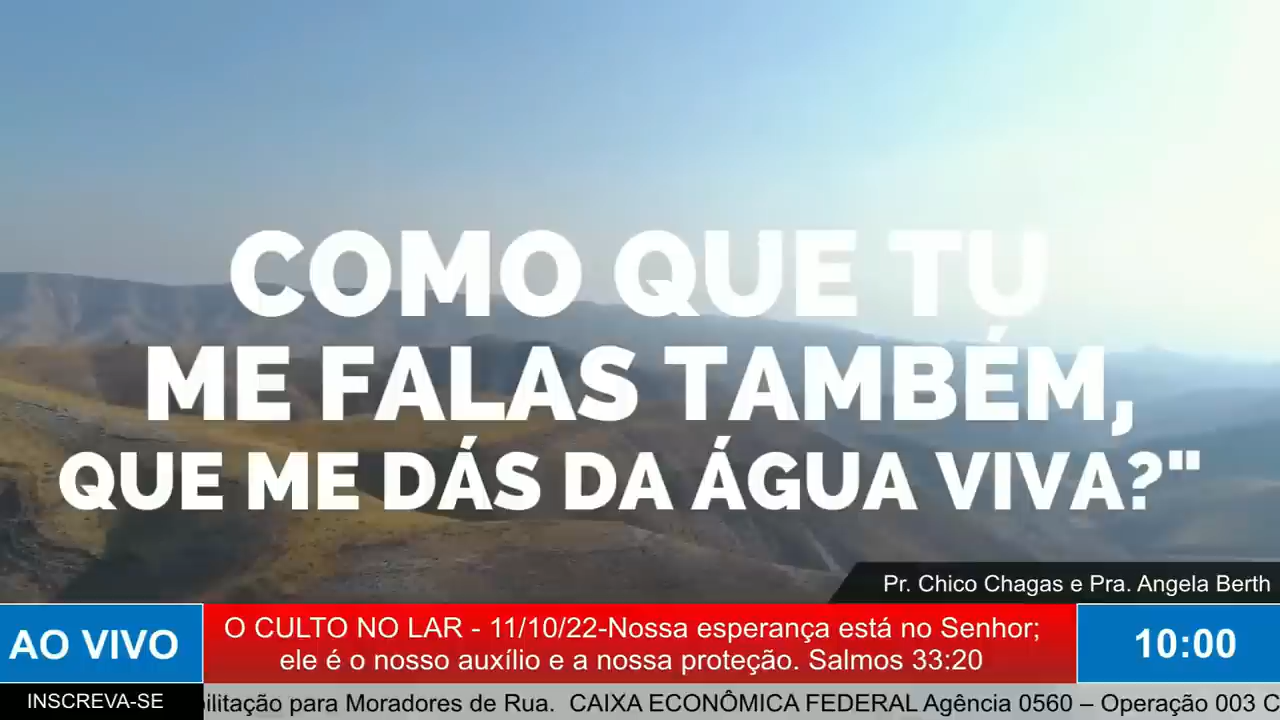 COMO QUE TU
ME FALAS TAMBÉM,
QUE ME DÁS DA ÁGUA VIVA?"
Pr. Chico Chagas e Pra. Angela Berth
AO VIVO
O CULTO NO LAR - 11/10/22-Nossa esperança está no Senhor;
ele é o nosso auxílio e a nossa proteção. Salmos 33:20
10:00
INSCREVA-SE
para Moradores de Rua. CAIXA ECONÔMICA FEDERAL Agência 0560 – Operação 003